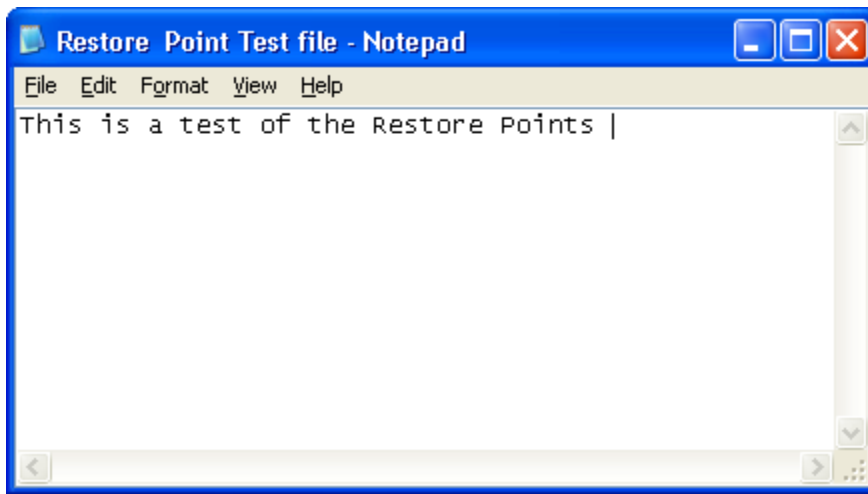 Restore  Point Test file - Notepad
File Edit Format View Help
This is a test of the Restore Points